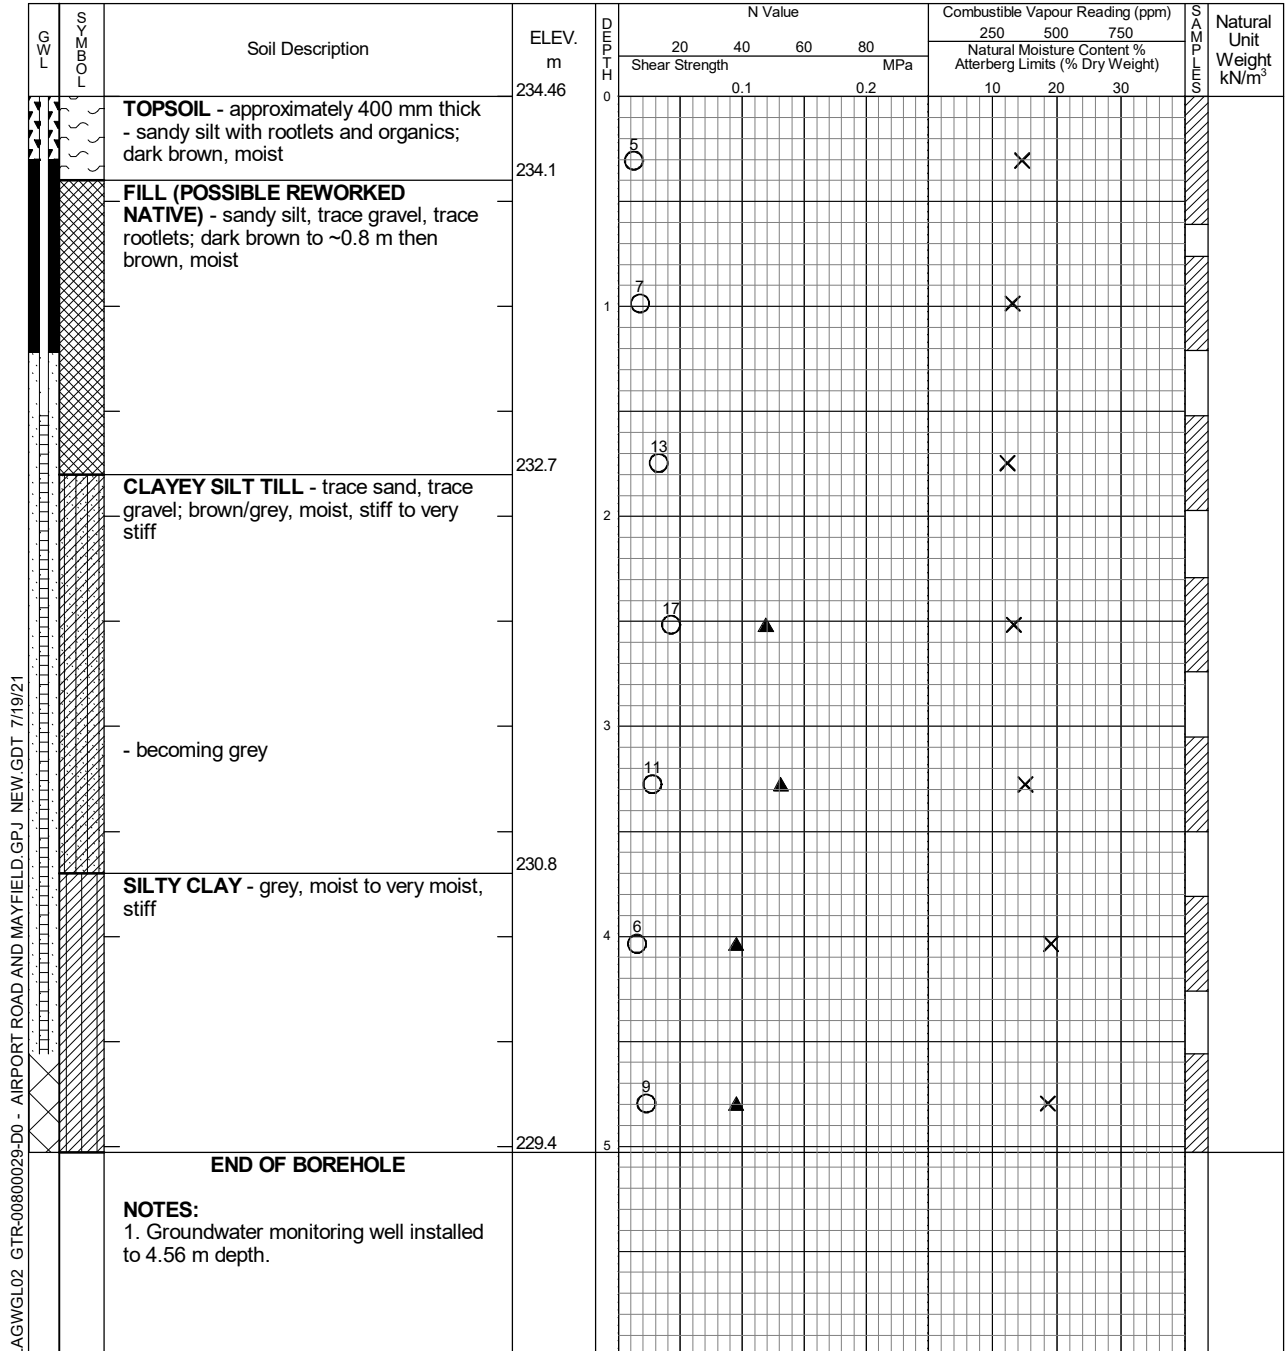 GWL
SYMBOL
Soil Description
ELEV.
m
234.46
DEPTH
N Value
20 40 60 80
Shear Strength MPa
0.1 0.2
Combustible Vapour Reading (ppm)
250 500 750
Natural Moisture Content %
Atterberg Limits (% Dry Weight)
10 20 30
SAMPLES
Natural
Unit
Weight
kN/m³
0
TOPSOIL - approximately 400 mm thick
- sandy silt with rootlets and organics;
dark brown, moist
5
234.1
FILL (POSSIBLE REWORKED
NATIVE) - sandy silt, trace gravel, trace
rootlets; dark brown to ~0.8 m then
brown, moist
7
1
13
232.7
CLAYEY SILT TILL - trace sand, trace
gravel; brown/grey, moist, stiff to very
stiff
2
17
3
- becoming grey
11
230.8
SILTY CLAY - grey, moist to very moist,
stiff
6
4
9
229.4
5
END OF BOREHOLE
NOTES:
1. Groundwater monitoring well installed
to 4.56 m depth.
AGWGL02 GTR-00800029-D0 - AIRPORT ROAD AND MAYFIELD.GPJ NEW.GDT 7/19/21